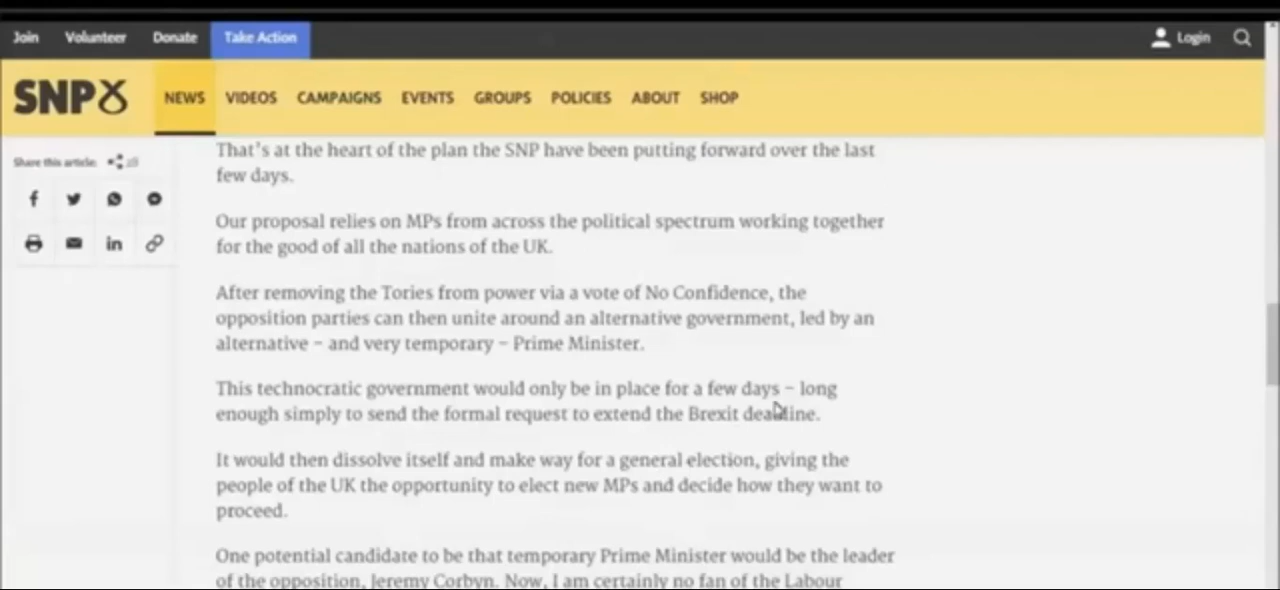 Join Volunteer Donate Take Action Login
SNP NEWS VIDEOS CAMPAIGNS EVENTS GROUPS POLICIES ABOUT SHOP
Share this article:
That's at the heart of the plan the SNP have been putting forward over the last
few days.
Our proposal relies on MPs from across the political spectrum working together
for the good of all the nations of the UK.
After removing the Tories from power via a vote of No Confidence, the
opposition parties can then unite around an alternative government, led by an
alternative – and very temporary – Prime Minister.
This technocratic government would only be in place for a few days – long
enough simply to send the formal request to extend the Brexit deadline.
It would then dissolve itself and make way for a general election, giving the
people of the UK the opportunity to elect new MPs and decide how they want to
proceed.
One potential candidate to be that temporary Prime Minister would be the leader
of the opposition, Jeremy Corbyn. Now, I am certainly no fan of the Labour